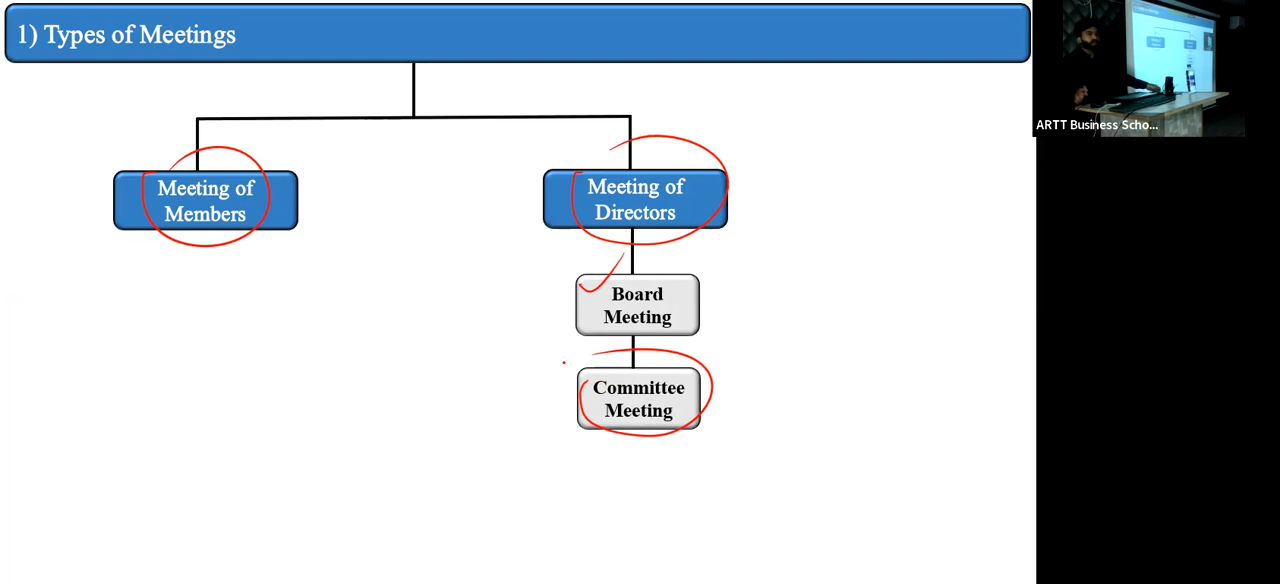 1) Types of Meetings
ARTT Business Scho...
Meeting of
Members
Meeting of
Directors
Board
Meeting
Committee
Meeting